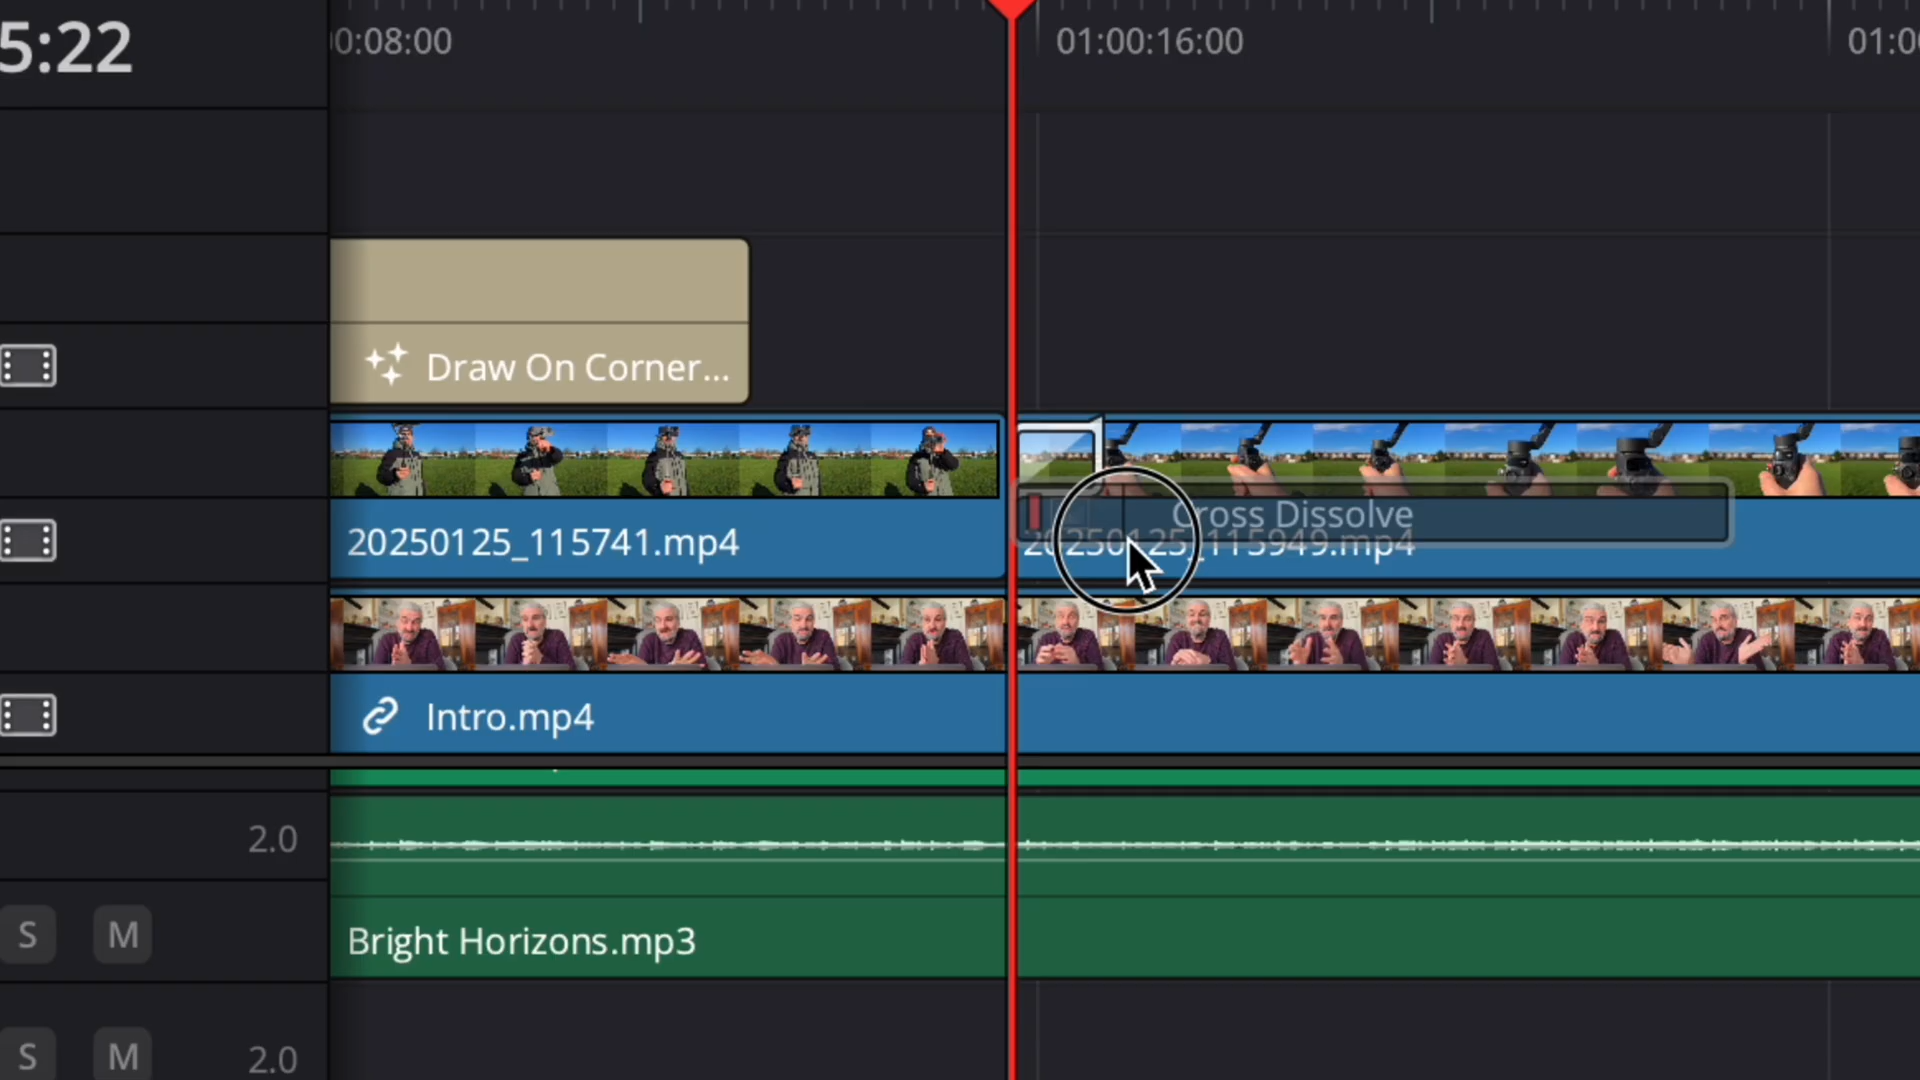 5:22
0:08:00
01:00:16:00
01:0
Draw On Corner...
20250125_115741.mp4
Cross Dissolve
20250125_115949.mp4
Intro.mp4
2.0
S M
Bright Horizons.mp3
S M 2.0